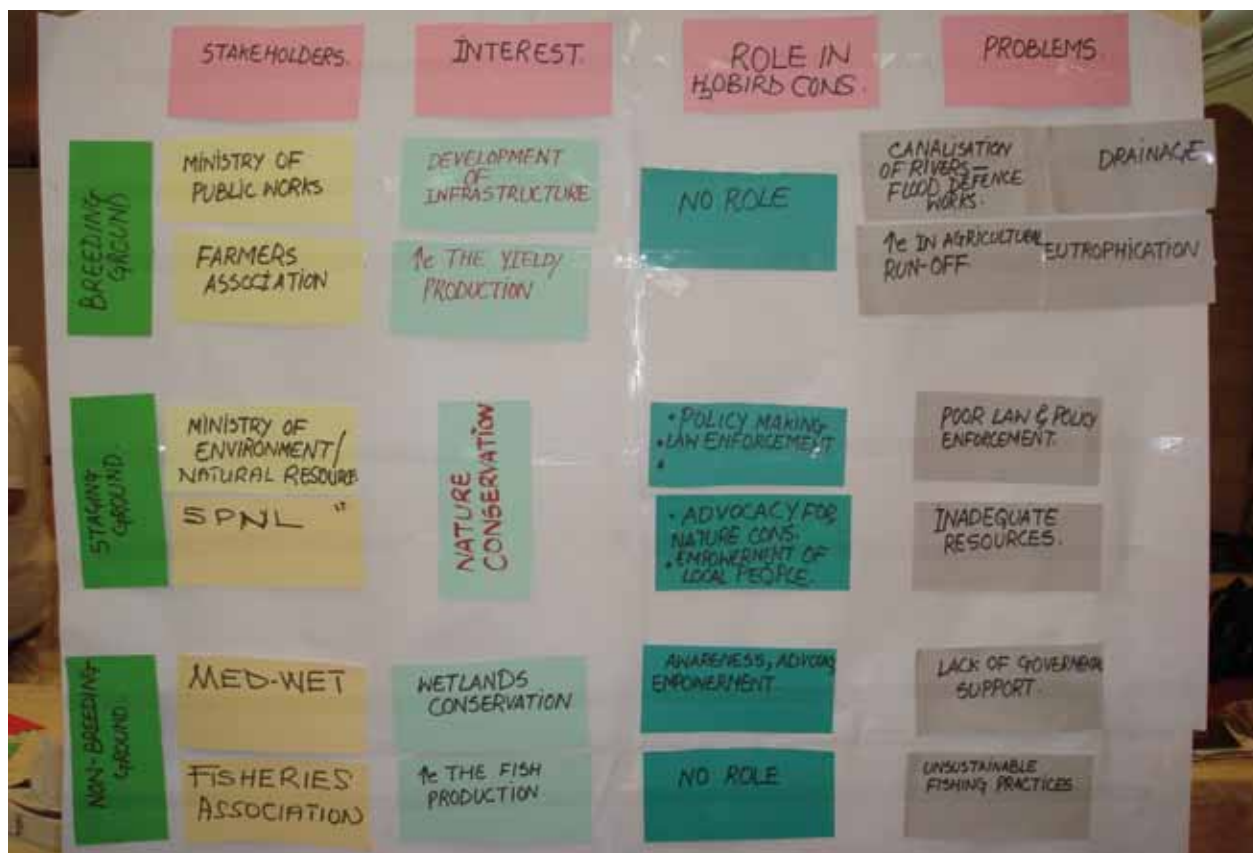 STAKEHOLDERS.
INTEREST.
ROLE IN
H2OBIRD CONS.
PROBLEMS.
BREEDING
GROUND
MINISTRY OF
PUBLIC WORKS
DEVELOPMENT
OF
INFRASTRUCTURE
NO ROLE
CANALISATION
OF RIVERS –
FLOOD DEFENCE
WORKS.
DRAINAGE
FARMERS
ASSOCIATION
↑e THE YIELD/
PRODUCTION
↑e IN AGRICULTURAL
RUN-OFF.
EUTROPHICATION
STAGING
GROUND.
MINISTRY OF
ENVIRONMENT/
NATURAL RESOURCE
NATURE
CONSERVATION
• POLICY MAKING
• LAW ENFORCEMENT
•
POOR LAW & POLICY
ENFORCEMENT.
SPNL "
• ADVOCACY FOR
NATURE CONS.
• EMPOWERMENT OF
LOCAL PEOPLE.
INADEQUATE
RESOURCES.
NON-BREEDING
GROUND.
MED-WET
WETLANDS
CONSERVATION
AWARENESS, ADVOCACY
EMPOWERMENT
LACK OF GOVERNMENT
SUPPORT.
FISHERIES
ASSOCIATION
↑e THE FISH
PRODUCTION
NO ROLE
UNSUSTAINABLE
FISHING PRACTICES.